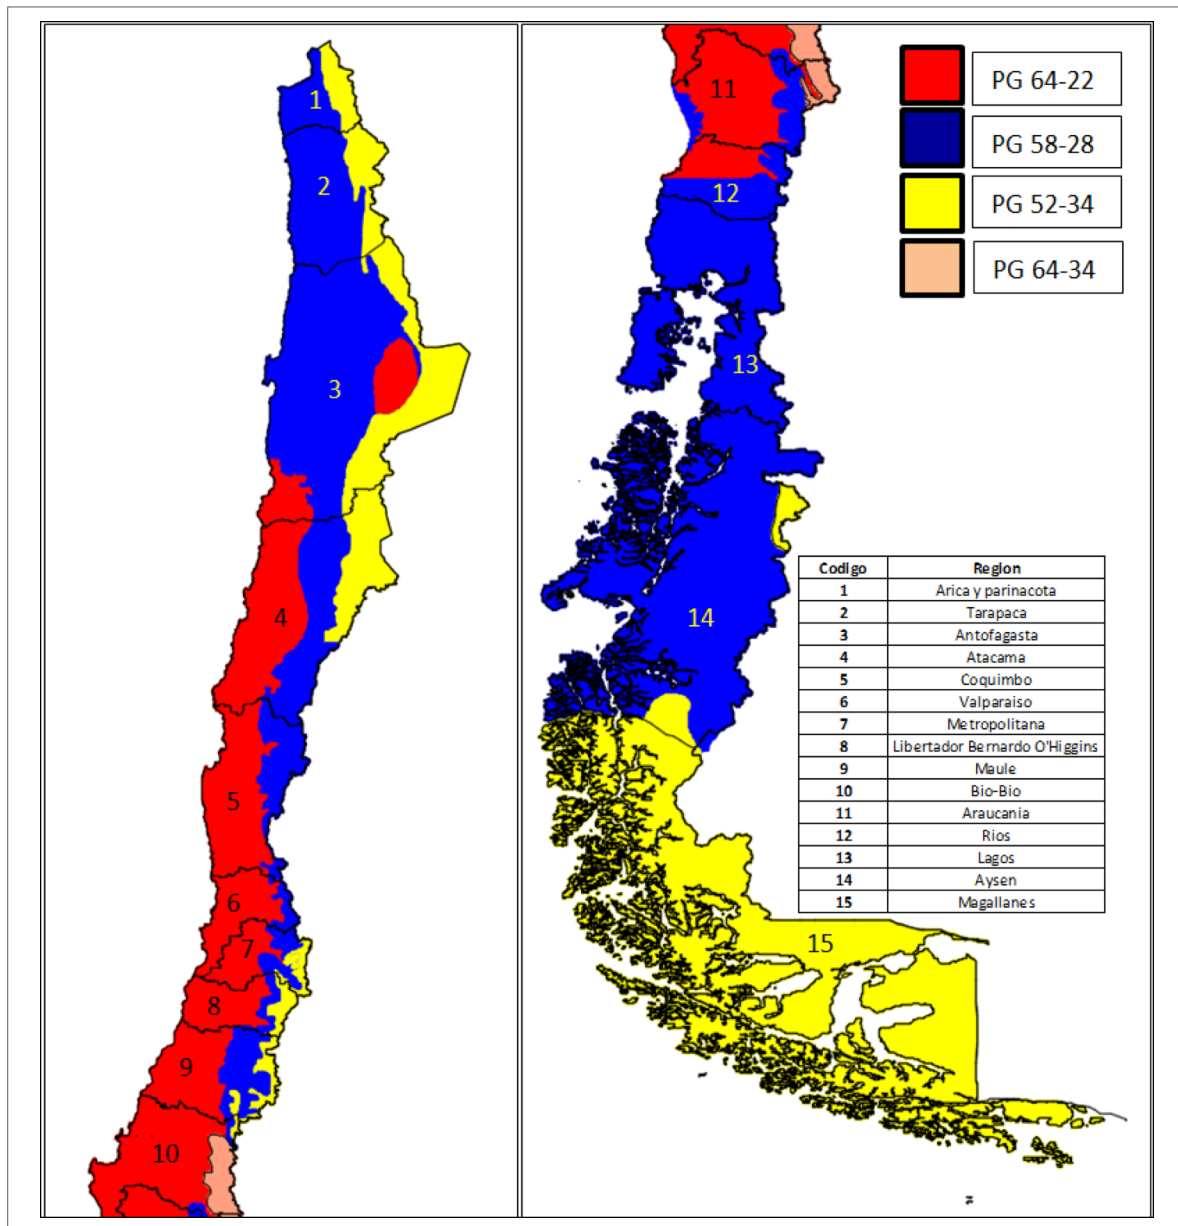 1
2
3
4
5
6
7
8
9
10
11
12
13
14
15
PG 64-22
PG 58-28
PG 52-34
PG 64-34
Codigo Region
1 Arica y parinacota
2 Tarapaca
3 Antofagasta
4 Atacama
5 Coquimbo
6 Valparaiso
7 Metropolitana
8 Libertador Bernardo O'Higgins
9 Maule
10 Bio-Bio
11 Araucania
12 Rios
13 Lagos
14 Aysen
15 Magallanes